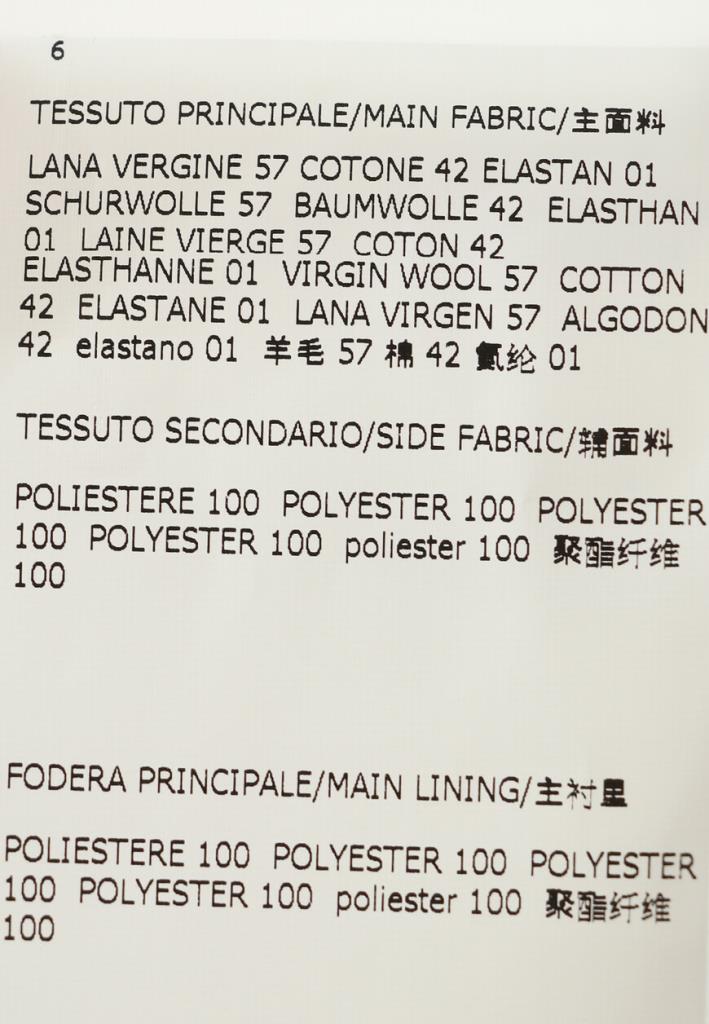 6
TESSUTO PRINCIPALE/MAIN FABRIC/主面料
LANA VERGINE 57 COTONE 42 ELASTAN 01
SCHURWOLLE 57 BAUMWOLLE 42 ELASTHAN
01 LAINE VIERGE 57 COTON 42
ELASTHANNE 01 VIRGIN WOOL 57 COTTON
42 ELASTANE 01 LANA VIRGEN 57 ALGODON
42 elastano 01 羊毛 57 棉 42 氨纶 01
TESSUTO SECONDARIO/SIDE FABRIC/辅面料
POLIESTERE 100 POLYESTER 100 POLYESTER
100 POLYESTER 100 poliester 100 聚酯纤维
100
FODERA PRINCIPALE/MAIN LINING/主衬里
POLIESTERE 100 POLYESTER 100 POLYESTER
100 POLYESTER 100 poliester 100 聚酯纤维
100